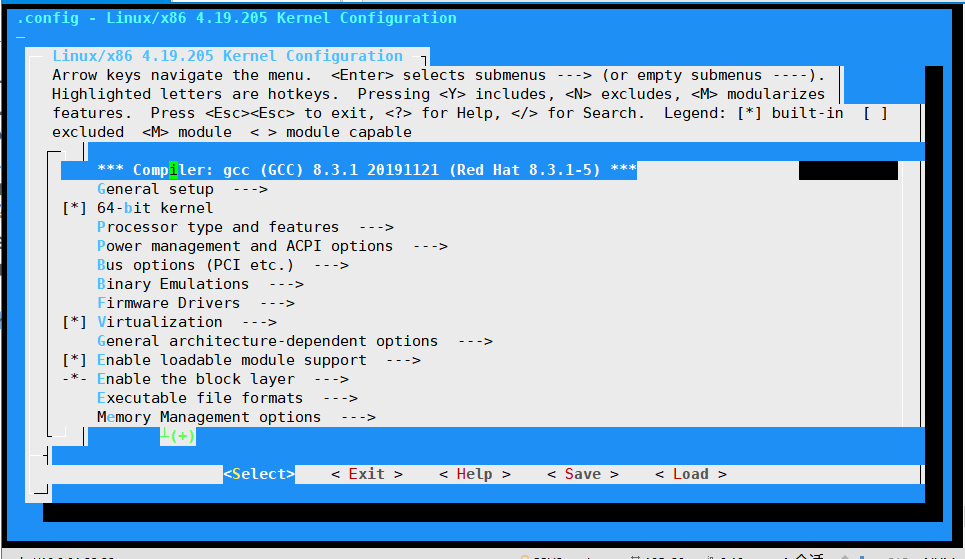 .config - Linux/x86 4.19.205 Kernel Configuration
Linux/x86 4.19.205 Kernel Configuration
Arrow keys navigate the menu.  <Enter> selects submenus ---> (or empty submenus ----).
Highlighted letters are hotkeys.  Pressing <Y> includes, <N> excludes, <M> modularizes
features.  Press <Esc><Esc> to exit, <?> for Help, </> for Search.  Legend: [*] built-in  [ ]
excluded  <M> module  < > module capable
*** Compiler: gcc (GCC) 8.3.1 20191121 (Red Hat 8.3.1-5) ***
General setup  --->
[*] 64-bit kernel
Processor type and features  --->
Power management and ACPI options  --->
Bus options (PCI etc.)  --->
Binary Emulations  --->
Firmware Drivers  --->
[*] Virtualization  --->
General architecture-dependent options  --->
[*] Enable loadable module support  --->
-*- Enable the block layer  --->
Executable file formats  --->
Memory Management options  --->
(+)
<Select>    < Exit >    < Help >    < Save >    < Load >